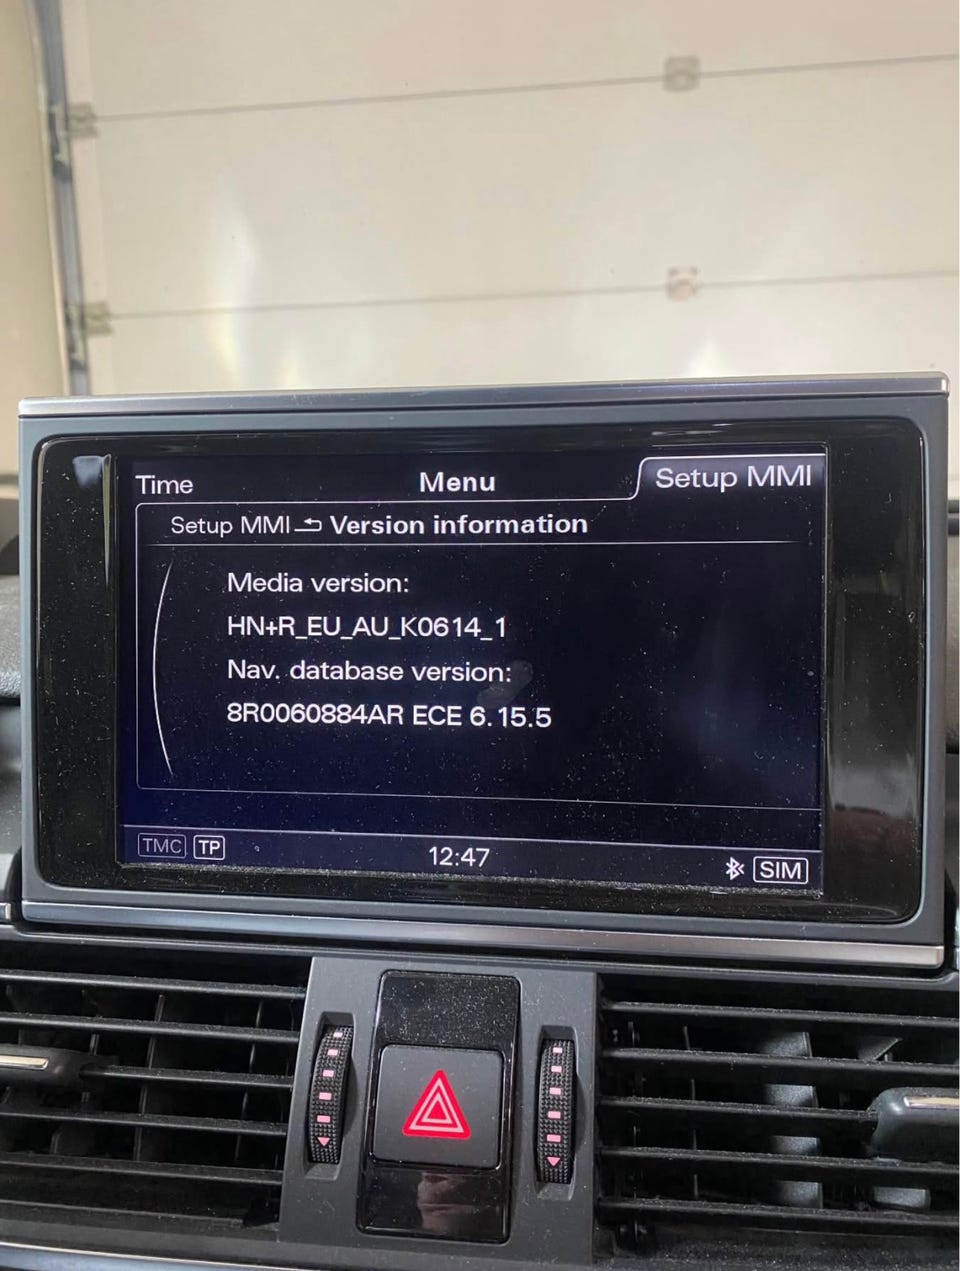 Time Menu Setup MMI
Setup MMI Version information
Media version:
HN+R_EU_AU_K0614_1
Nav. database version:
8R0060884AR ECE 6.15.5
TMC TP 12:47 SIM